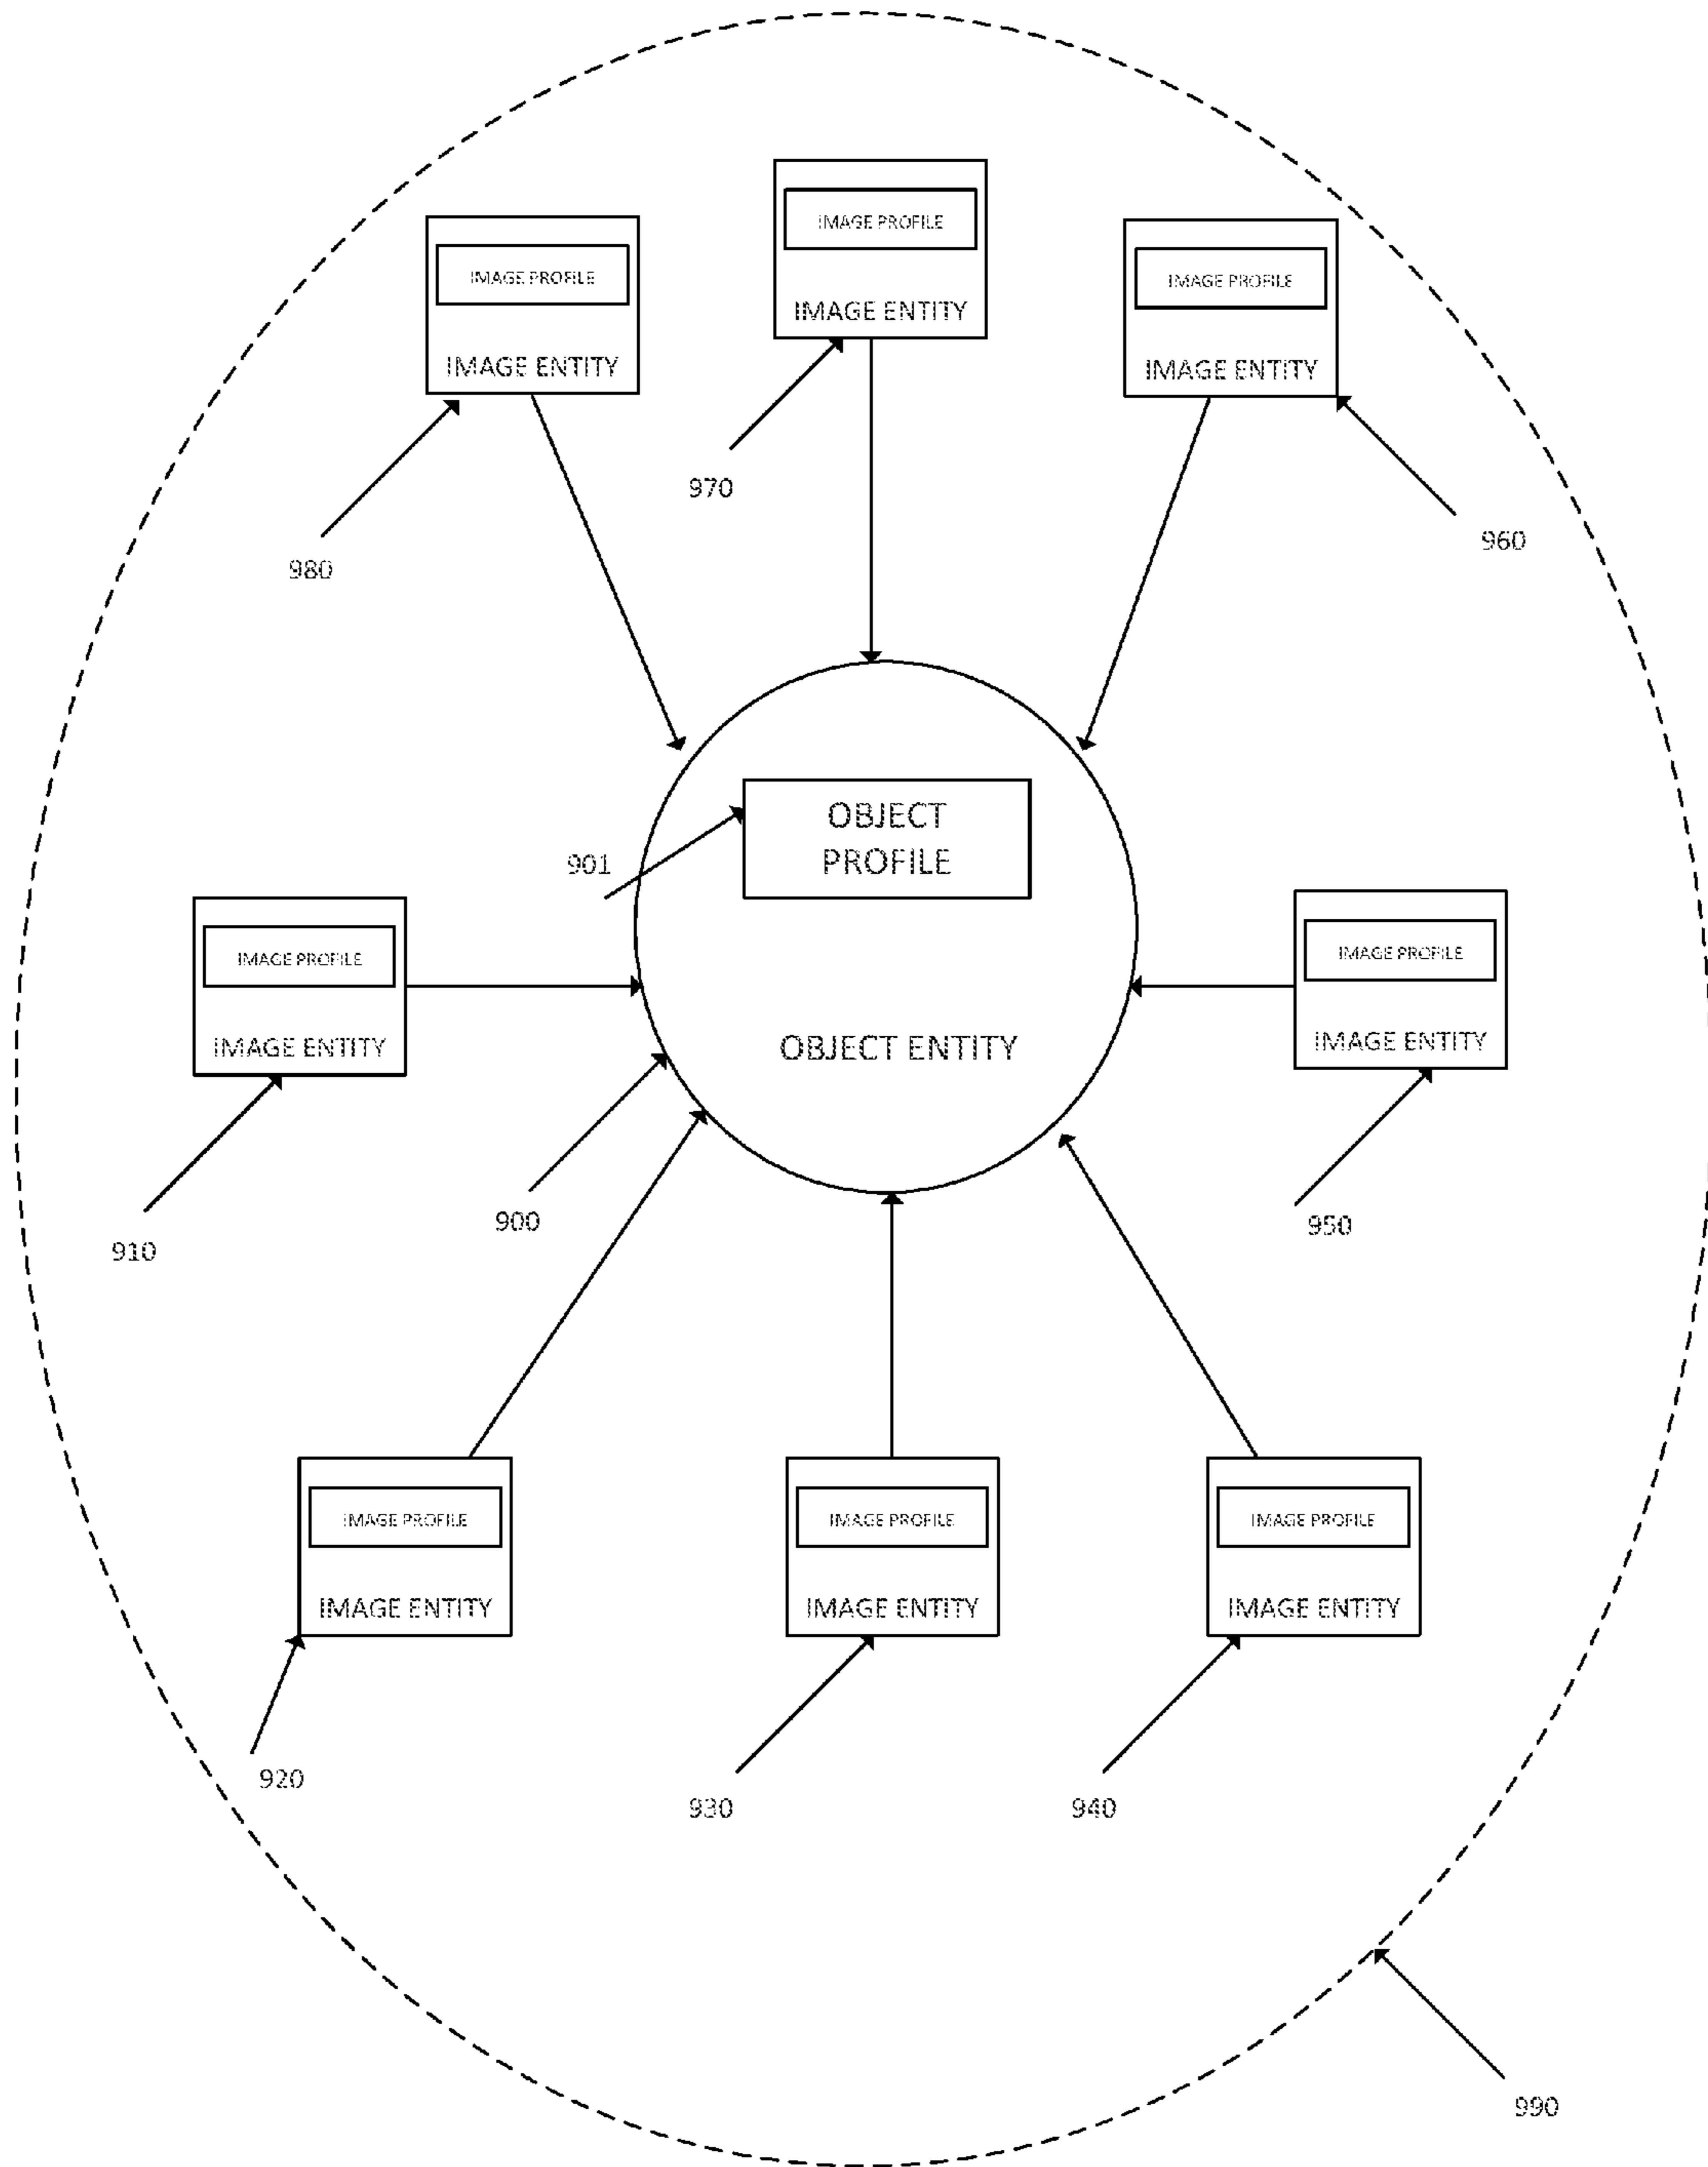 IMAGE PROFILE
IMAGE ENTITY
970
IMAGE PROFILE
IMAGE ENTITY
980
IMAGE PROFILE
IMAGE ENTITY
960
OBJECT
PROFILE
901
OBJECT ENTITY
900
IMAGE PROFILE
IMAGE ENTITY
910
IMAGE PROFILE
IMAGE ENTITY
950
IMAGE PROFILE
IMAGE ENTITY
920
IMAGE PROFILE
IMAGE ENTITY
930
IMAGE PROFILE
IMAGE ENTITY
940
990